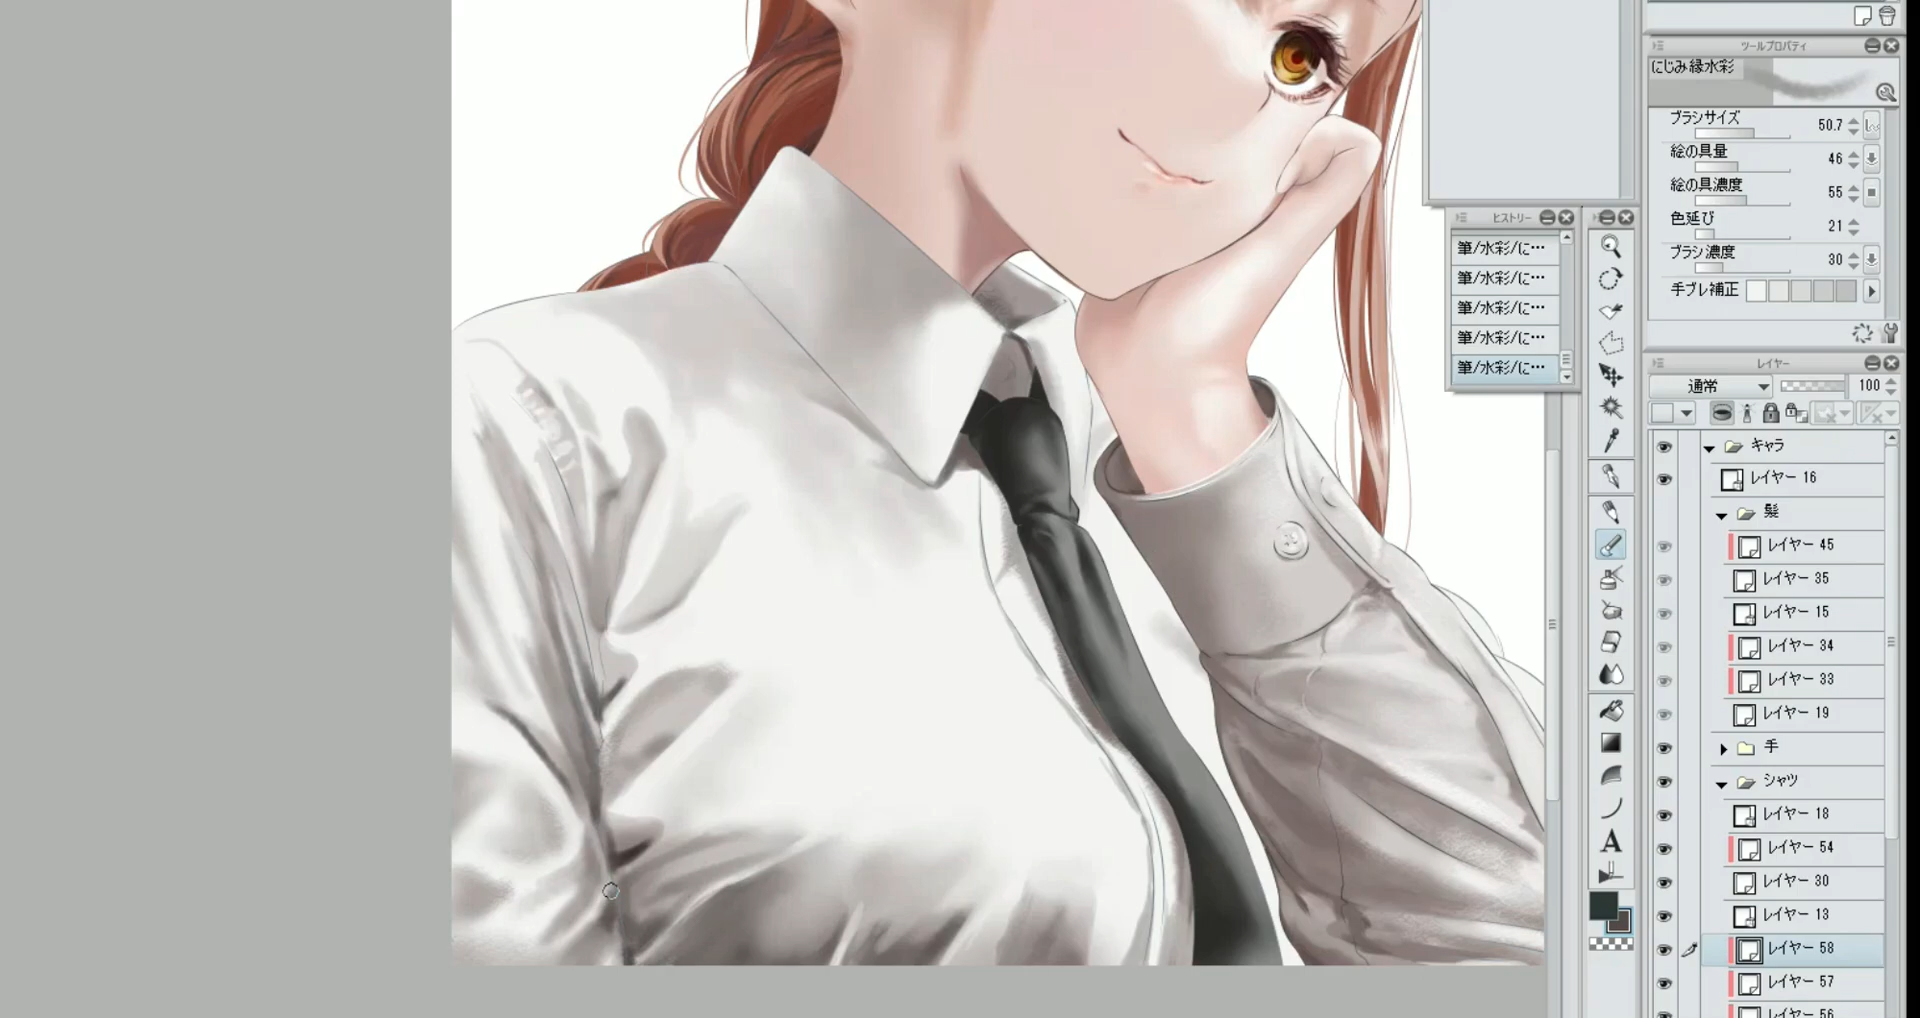 ツールプロパティ
にじみ縁水彩
ブラシサイズ 50.7
絵の具量 46
絵の具濃度 55
色延び 21
ブラシ濃度 30
手ブレ補正
ヒストリー
筆/水彩/に…
筆/水彩/に…
筆/水彩/に…
筆/水彩/に…
筆/水彩/に…
レイヤー
通常 100
キャラ
レイヤー 16
髪
レイヤー 45
レイヤー 35
レイヤー 15
レイヤー 34
レイヤー 33
レイヤー 19
手
シャツ
レイヤー 18
レイヤー 54
レイヤー 30
レイヤー 13
レイヤー 58
レイヤー 57
レイヤー 56
A